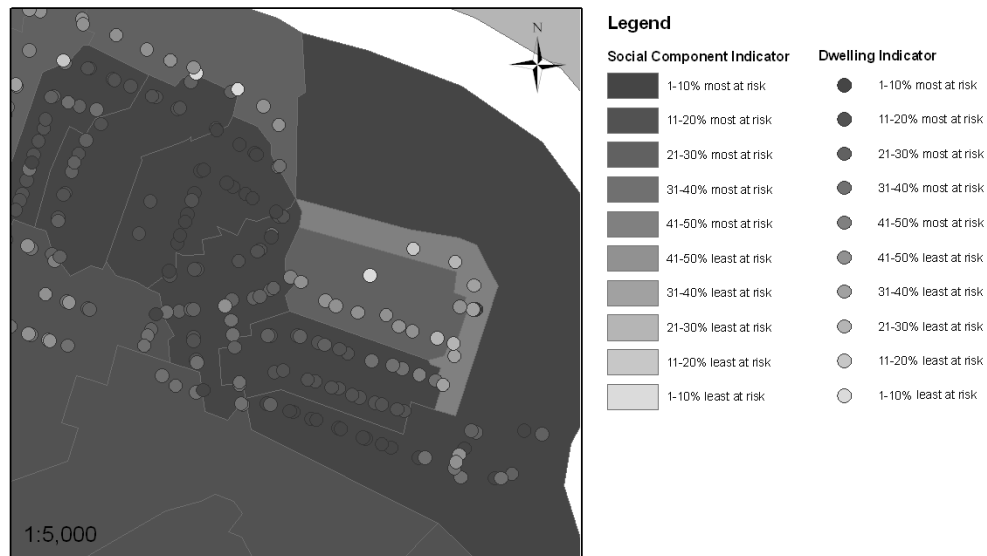 N
1:5,000
Legend
Social Component Indicator
1-10% most at risk
11-20% most at risk
21-30% most at risk
31-40% most at risk
41-50% most at risk
41-50% least at risk
31-40% least at risk
21-30% least at risk
11-20% least at risk
1-10% least at risk
Dwelling Indicator
1-10% most at risk
11-20% most at risk
21-30% most at risk
31-40% most at risk
41-50% most at risk
41-50% least at risk
31-40% least at risk
21-30% least at risk
11-20% least at risk
1-10% least at risk